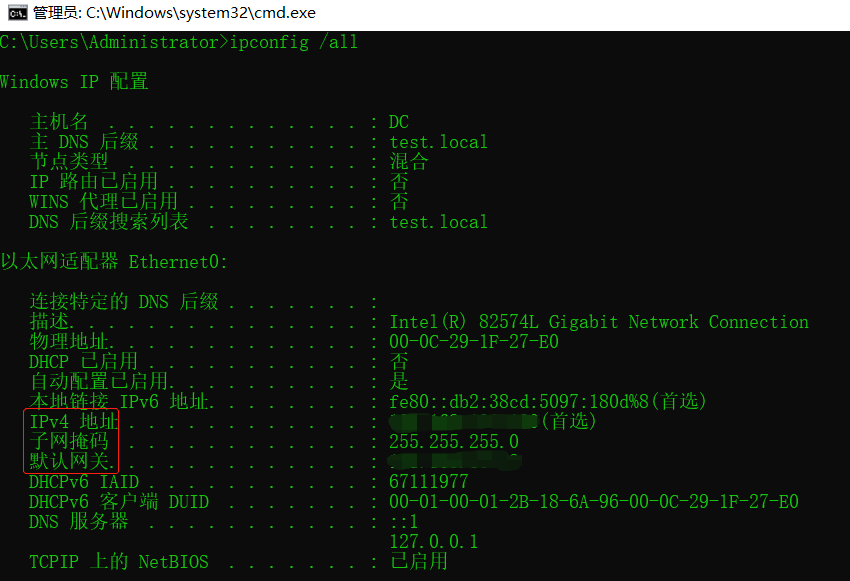 管理员: C:\Windows\system32\cmd.exe
C:\Users\Administrator>ipconfig /all
Windows IP 配置
主机名 . . . . . . . . . . . . . : DC
主 DNS 后缀 . . . . . . . . . . . : test.local
节点类型 . . . . . . . . . . . . : 混合
IP 路由已启用 . . . . . . . . . . : 否
WINS 代理已启用 . . . . . . . . . : 否
DNS 后缀搜索列表 . . . . . . . . : test.local
以太网适配器 Ethernet0:
连接特定的 DNS 后缀 . . . . . . . :
描述. . . . . . . . . . . . . . . : Intel(R) 82574L Gigabit Network Connection
物理地址. . . . . . . . . . . . . : 00-0C-29-1F-27-E0
DHCP 已启用 . . . . . . . . . . . : 否
自动配置已启用. . . . . . . . . . : 是
本地链接 IPv6 地址. . . . . . . . : fe80::db2:38cd:5097:180d%8(首选)
IPv4 地址 . . . . . . . . . . . . : (首选)
子网掩码 . . . . . . . . . . . . : 255.255.255.0
默认网关. . . . . . . . . . . . . :
DHCPv6 IAID . . . . . . . . . . . : 67111977
DHCPv6 客户端 DUID . . . . . . . : 00-01-00-01-2B-18-6A-96-00-0C-29-1F-27-E0
DNS 服务器 . . . . . . . . . . . : ::1
127.0.0.1
TCPIP 上的 NetBIOS . . . . . . . : 已启用